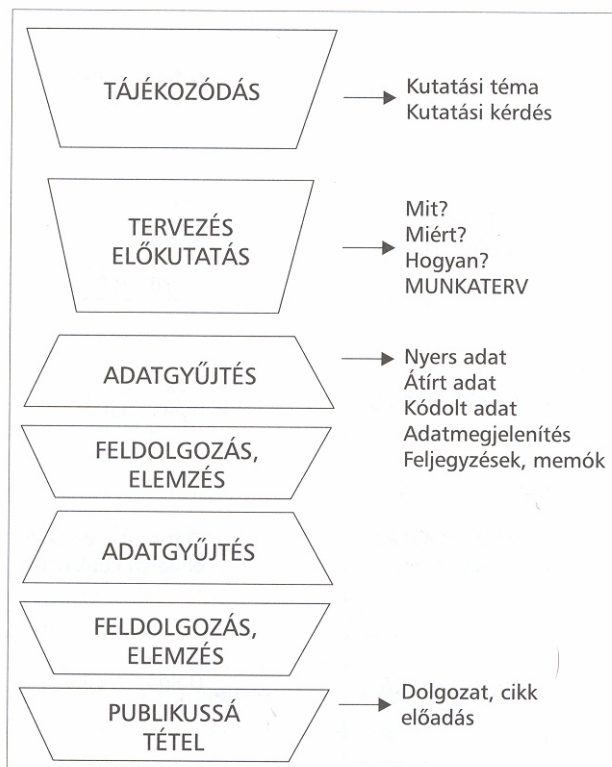 TÁJÉKOZÓDÁS
Kutatási téma
Kutatási kérdés
TERVEZÉS
ELŐKUTATÁS
Mit?
Miért?
Hogyan?
MUNKATERV
ADATGYŰJTÉS
Nyers adat
Átírt adat
Kódolt adat
Adatmegjelenítés
Feljegyzések, memók
FELDOLGOZÁS,
ELEMZÉS
ADATGYŰJTÉS
FELDOLGOZÁS,
ELEMZÉS
PUBLIKUSSÁ
TÉTEL
Dolgozat, cikk
előadás